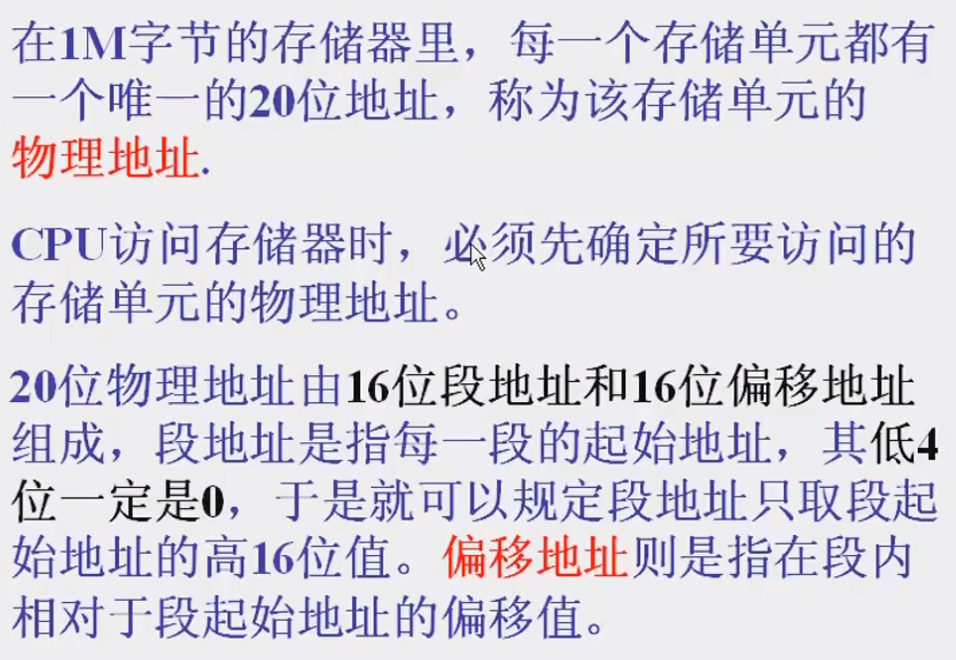 在1M字节的存储器里，每一个存储单元都有
一个唯一的20位地址，称为该存储单元的
物理地址.
CPU访问存储器时，必须先确定所要访问的
存储单元的物理地址。
20位物理地址由16位段地址和16位偏移地址
组成，段地址是指每一段的起始地址，其低4
位一定是0，于是就可以规定段地址只取段起
始地址的高16位值。偏移地址则是指在段内
相对于段起始地址的偏移值。